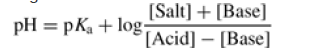 pH = pKa + log [Salt] + [Base] / [Acid] − [Base]